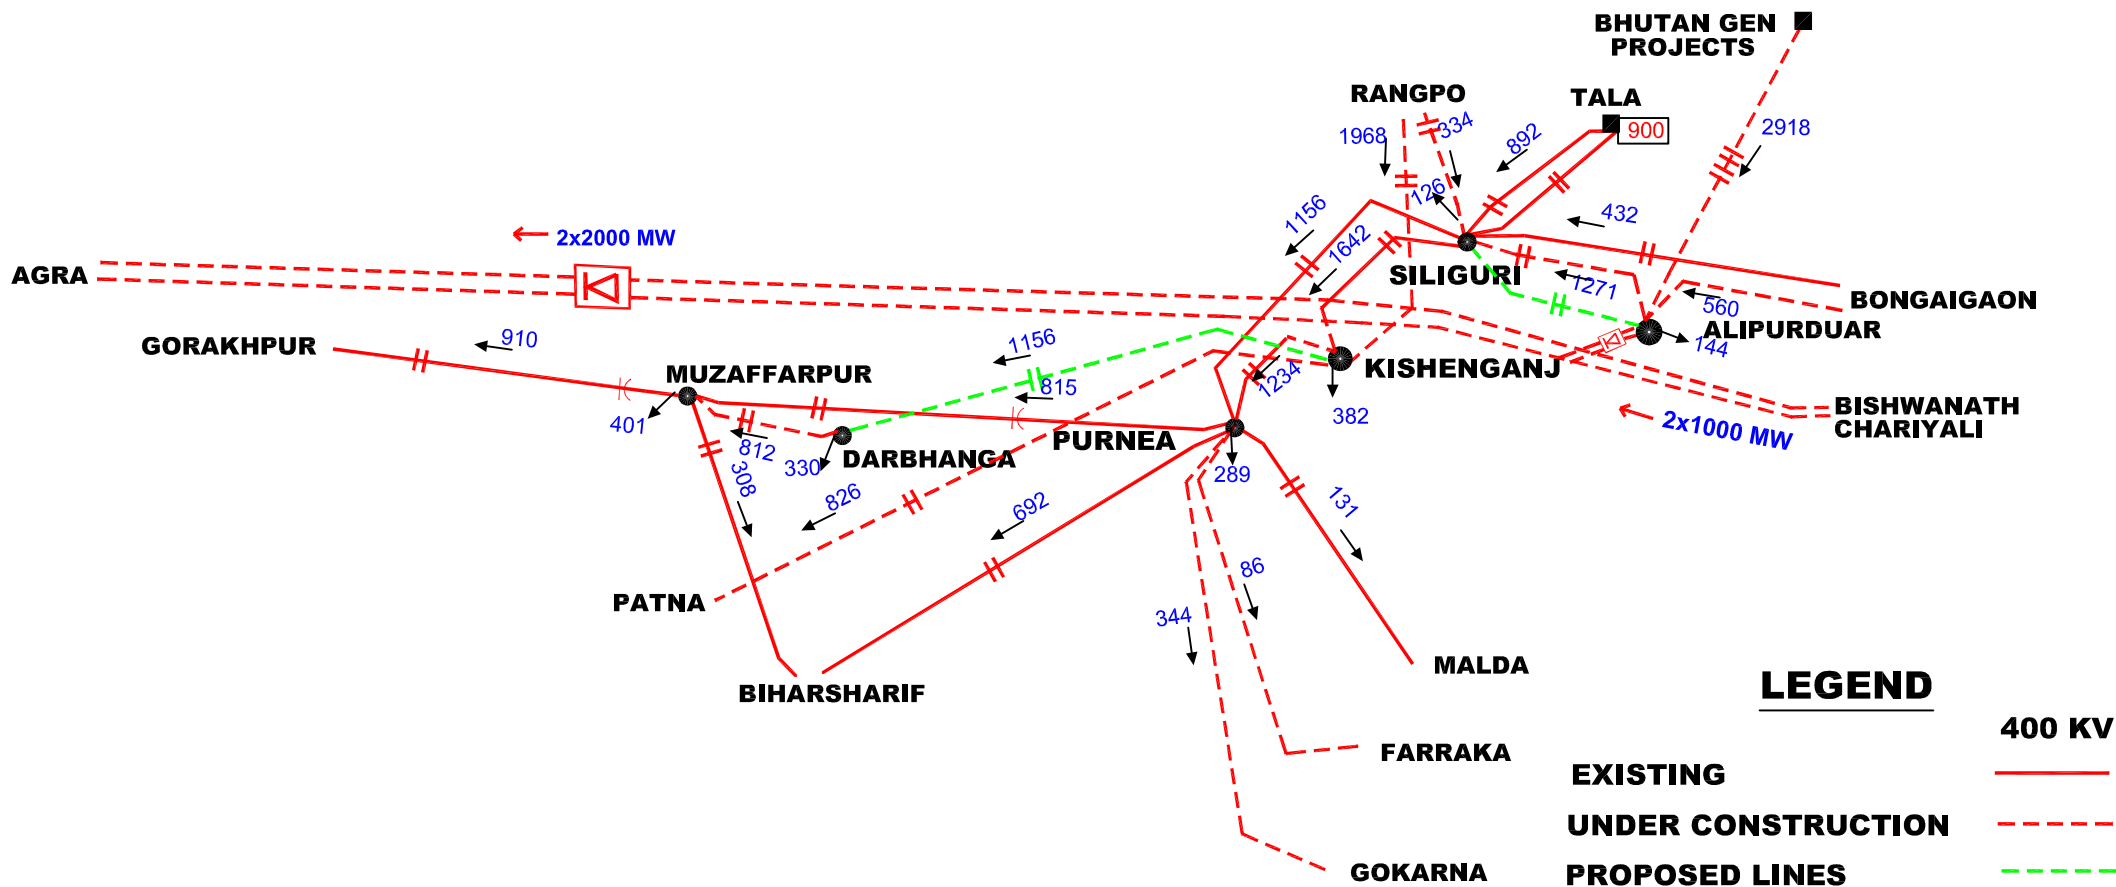 BHUTAN GEN
PROJECTS
RANGPO
TALA
900
1968
334
892
2918
126
432
1156
1642
2x2000 MW
AGRA
SILIGURI
1271
560
BONGAIGAON
ALIPURDUAR
144
910
GORAKHPUR
1156
MUZAFFARPUR
815
1234
KISHENGANJ
382
401
812
330
DARBHANGA
PURNEA
289
BISHWANATH
CHARIYALI
2x1000 MW
308
826
692
131
86
344
PATNA
BIHARSHARIF
MALDA
FARRAKA
GOKARNA
LEGEND
400 KV
EXISTING
UNDER CONSTRUCTION
PROPOSED LINES